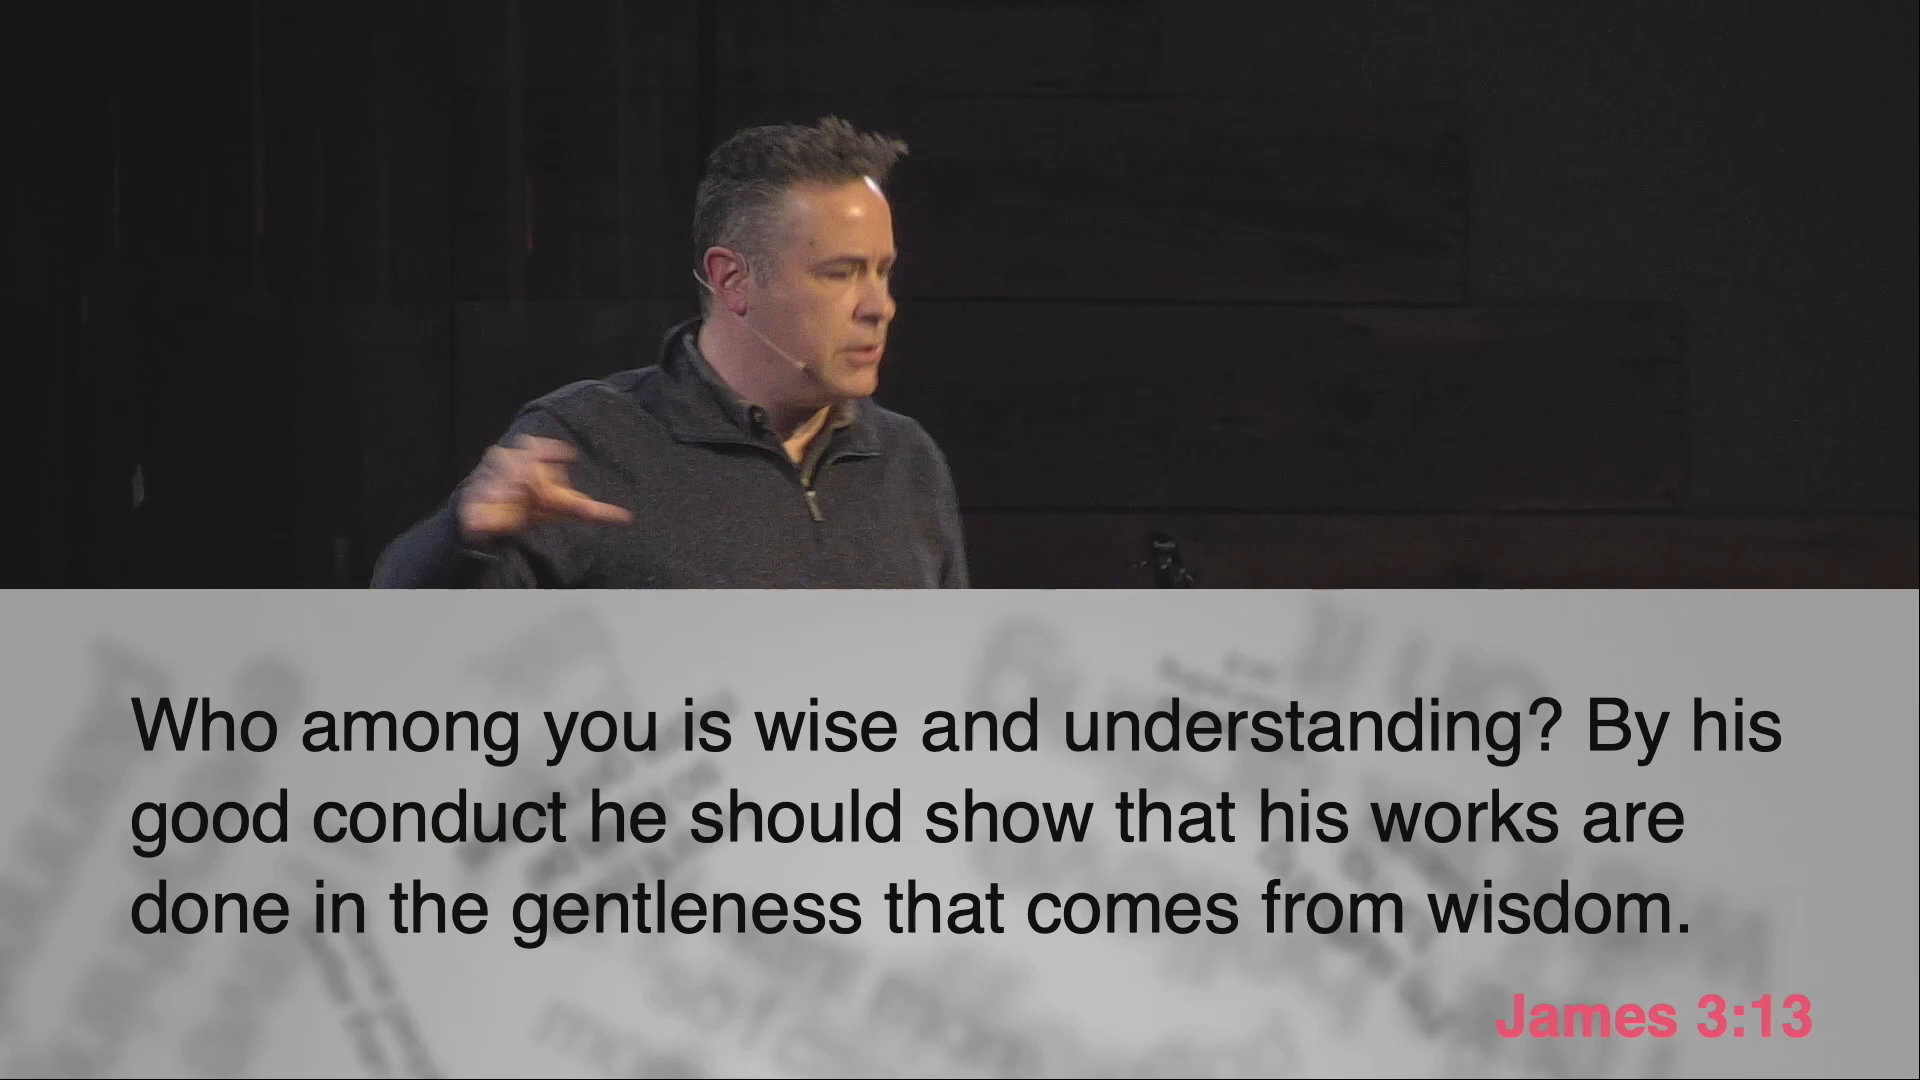 Who among you is wise and understanding? By his
good conduct he should show that his works are
done in the gentleness that comes from wisdom.
James 3:13